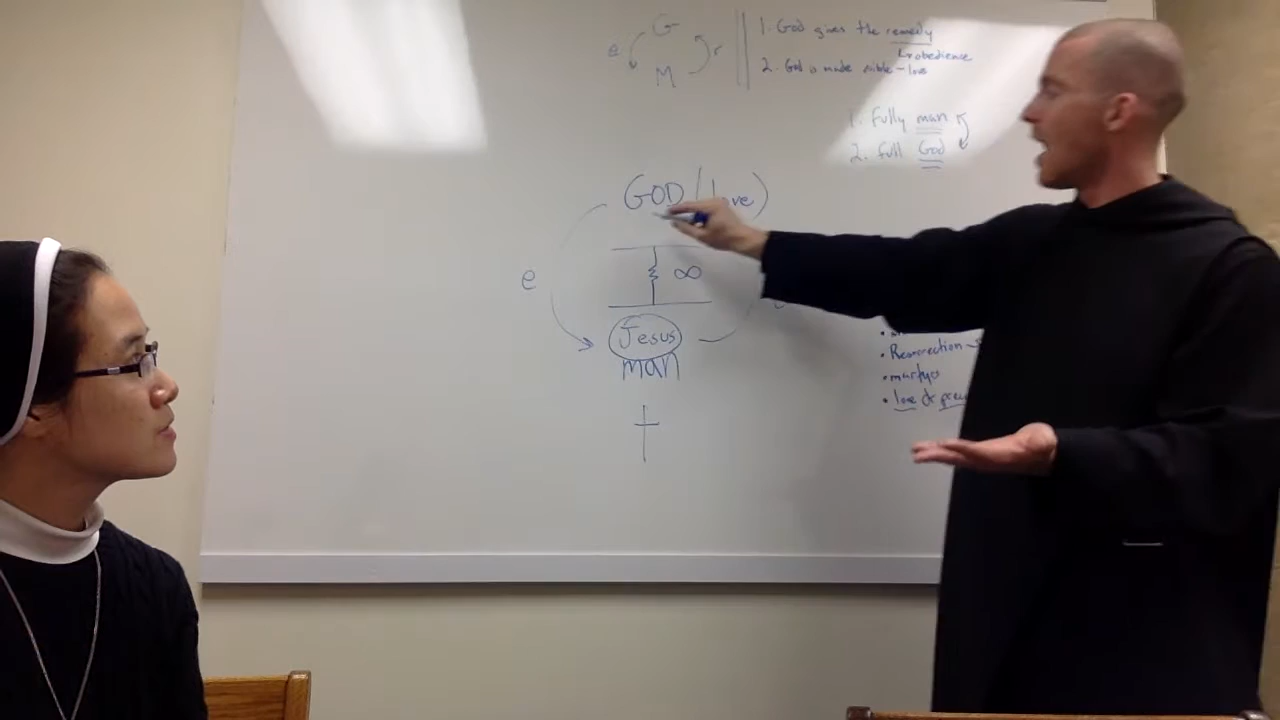 G
e r
M
1. God gives the remedy
obedience
2. God is made visible - love
1. Fully man
2. full God
GOD (love)
e ∞
Jesus
man
• Resurrection
• martyrs
• love &